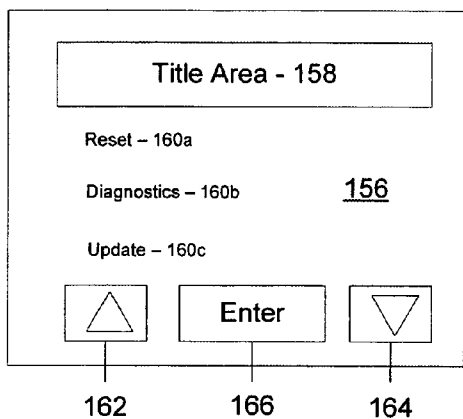 Title Area - 158
Reset – 160a
Diagnostics – 160b
156
Update – 160c
Enter
162
166
164